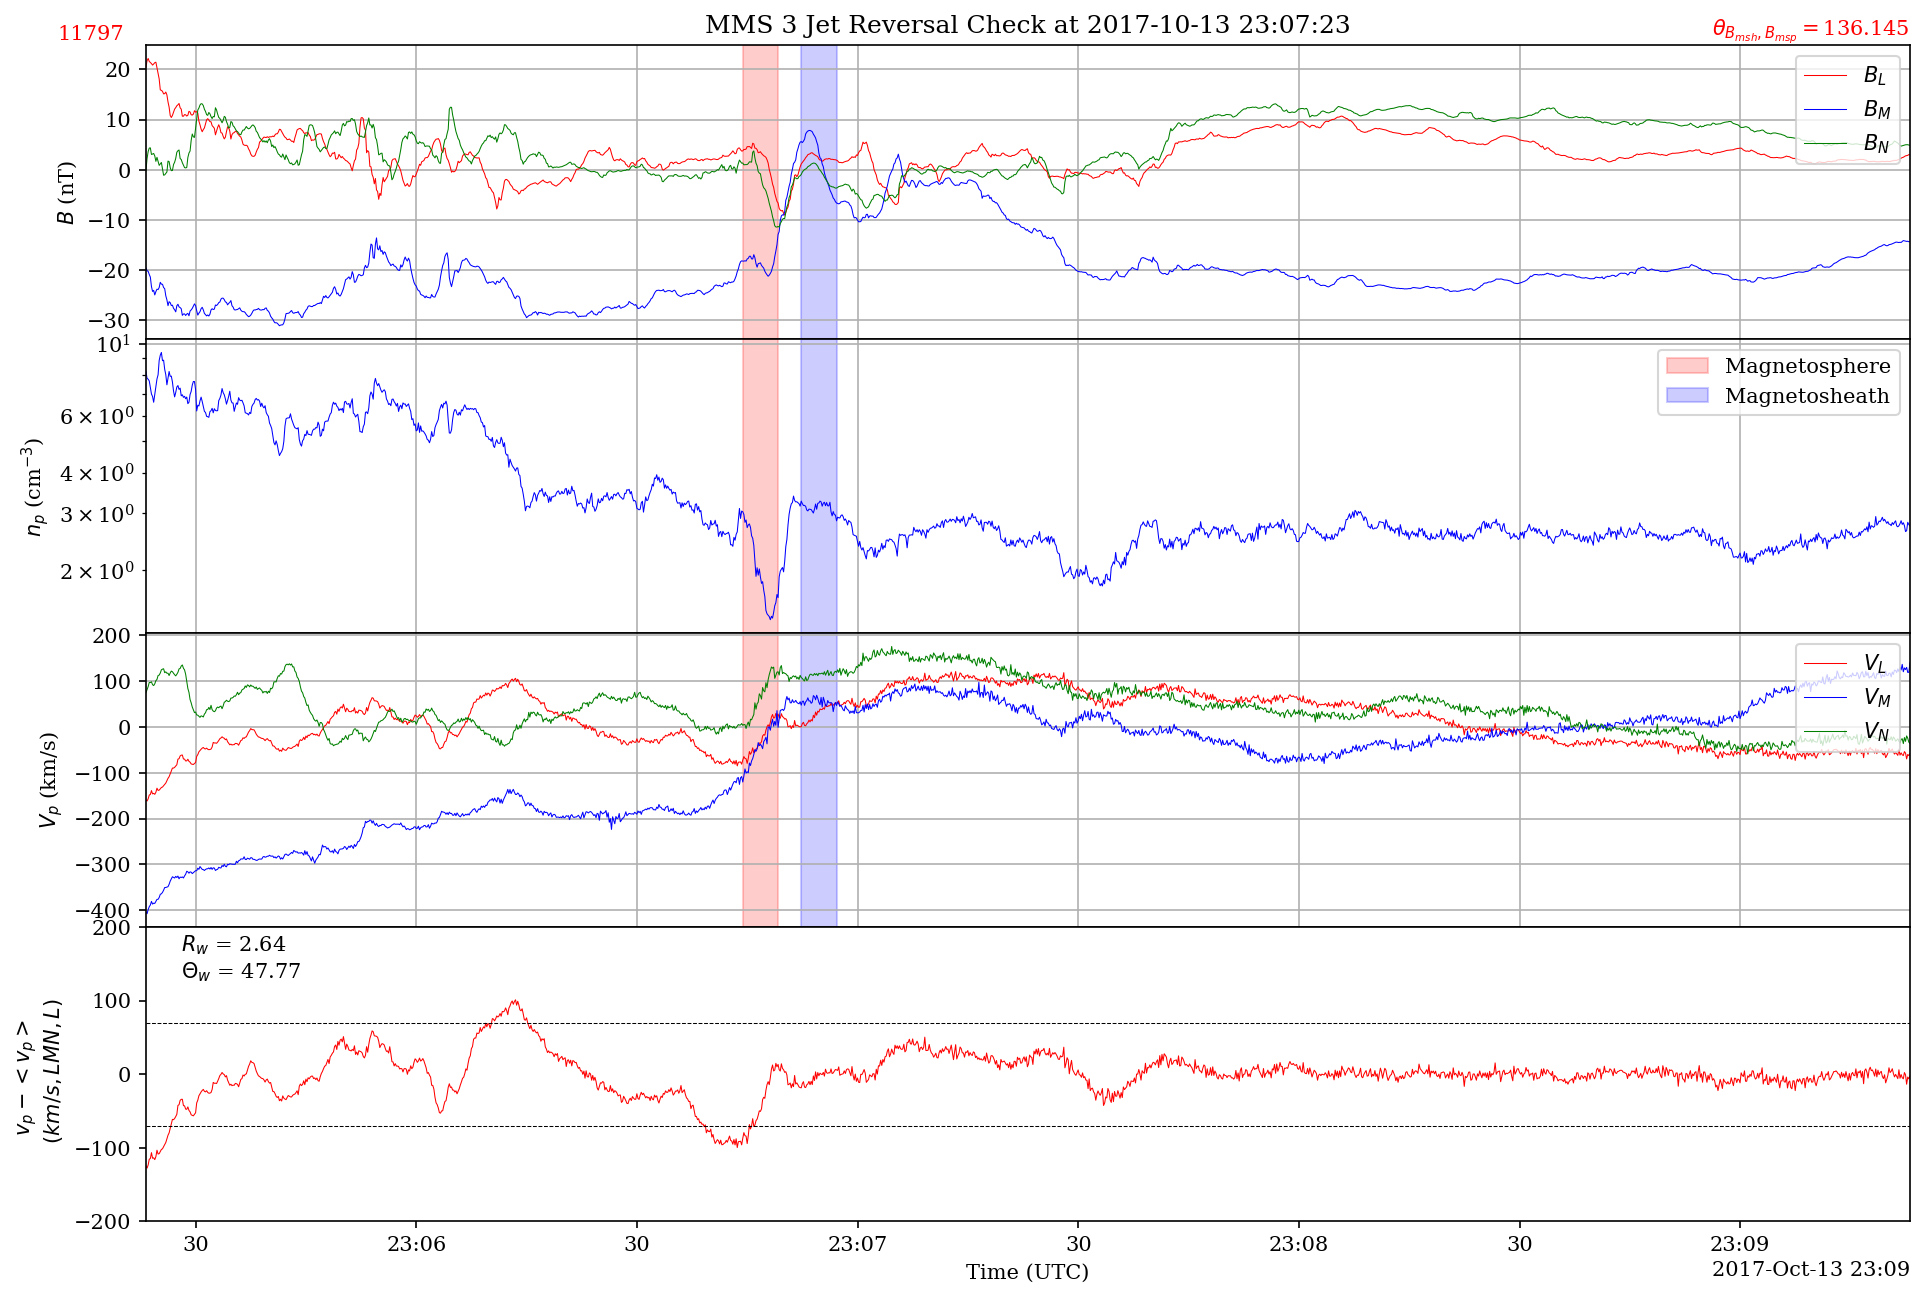 MMS 3 Jet Reversal Check at 2017-10-13 23:07:23
11797
θ_{B_{msh}, B_{msp}} = 136.145
20
10
0
−10
−20
−30
B (nT)
B_L
B_M
B_N
10^1
6 × 10^0
4 × 10^0
3 × 10^0
2 × 10^0
n_p (cm^{−3})
Magnetosphere
Magnetosheath
200
100
0
−100
−200
−300
−400
V_p (km/s)
V_L
V_M
V_N
200
100
0
−100
−200
v_p − < v_p >
(km/s, LMN, L)
R_w = 2.64
Θ_w = 47.77
30 23:06 30 23:07 30 23:08 30 23:09
Time (UTC)
2017-Oct-13 23:09